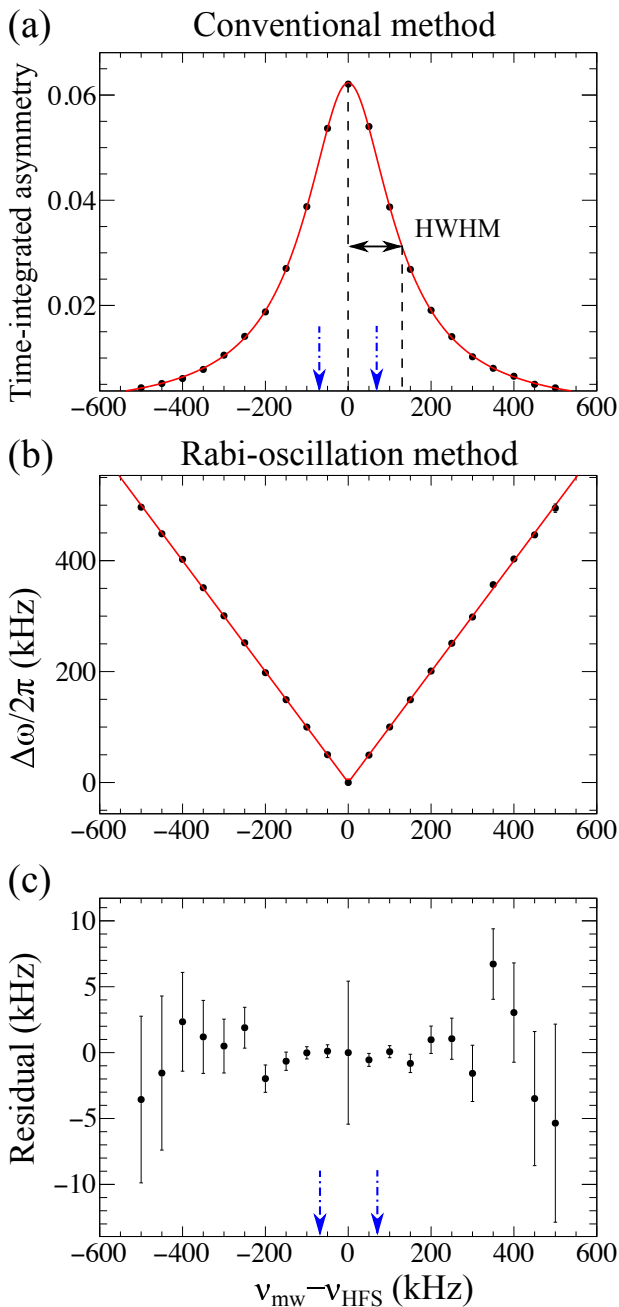 (a) Conventional method
Time-integrated asymmetry
0.06
0.04
0.02
HWHM
−600 −400 −200 0 200 400 600
(b) Rabi-oscillation method
Δω/2π (kHz)
400
200
0
−600 −400 −200 0 200 400 600
(c)
Residual (kHz)
10
5
0
−5
−10
−600 −400 −200 0 200 400 600
νmw−νHFS (kHz)